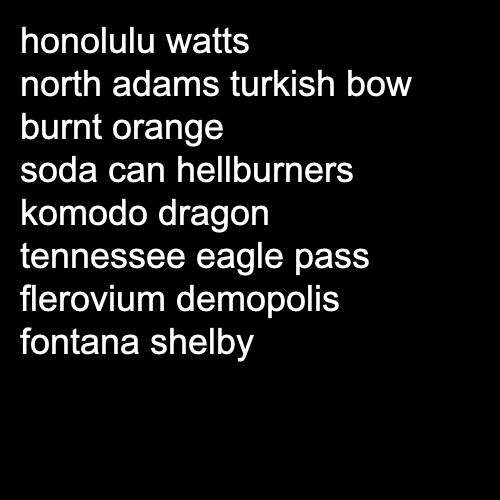 honolulu watts
north adams turkish bow
burnt orange
soda can hellburners
komodo dragon
tennessee eagle pass
flerovium demopolis
fontana shelby